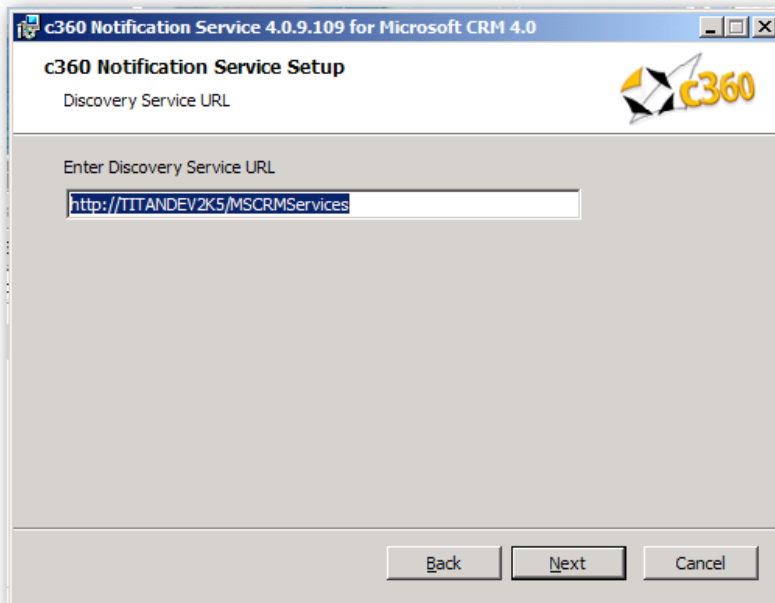 c360 Notification Service 4.0.9.109 for Microsoft CRM 4.0
c360 Notification Service Setup
Discovery Service URL
c360
Enter Discovery Service URL
http://TITANDEV2K5/MSCRMServices
Back
Next
Cancel